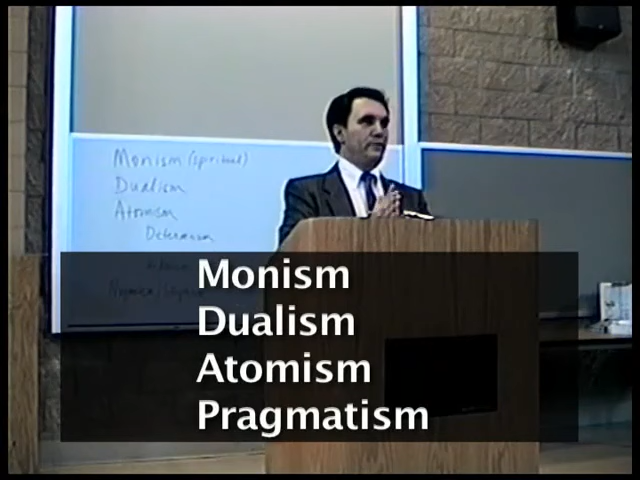 Monism (spiritual)
Dualism
Atomism
Determinism
Monism
Dualism
Atomism
Pragmatism